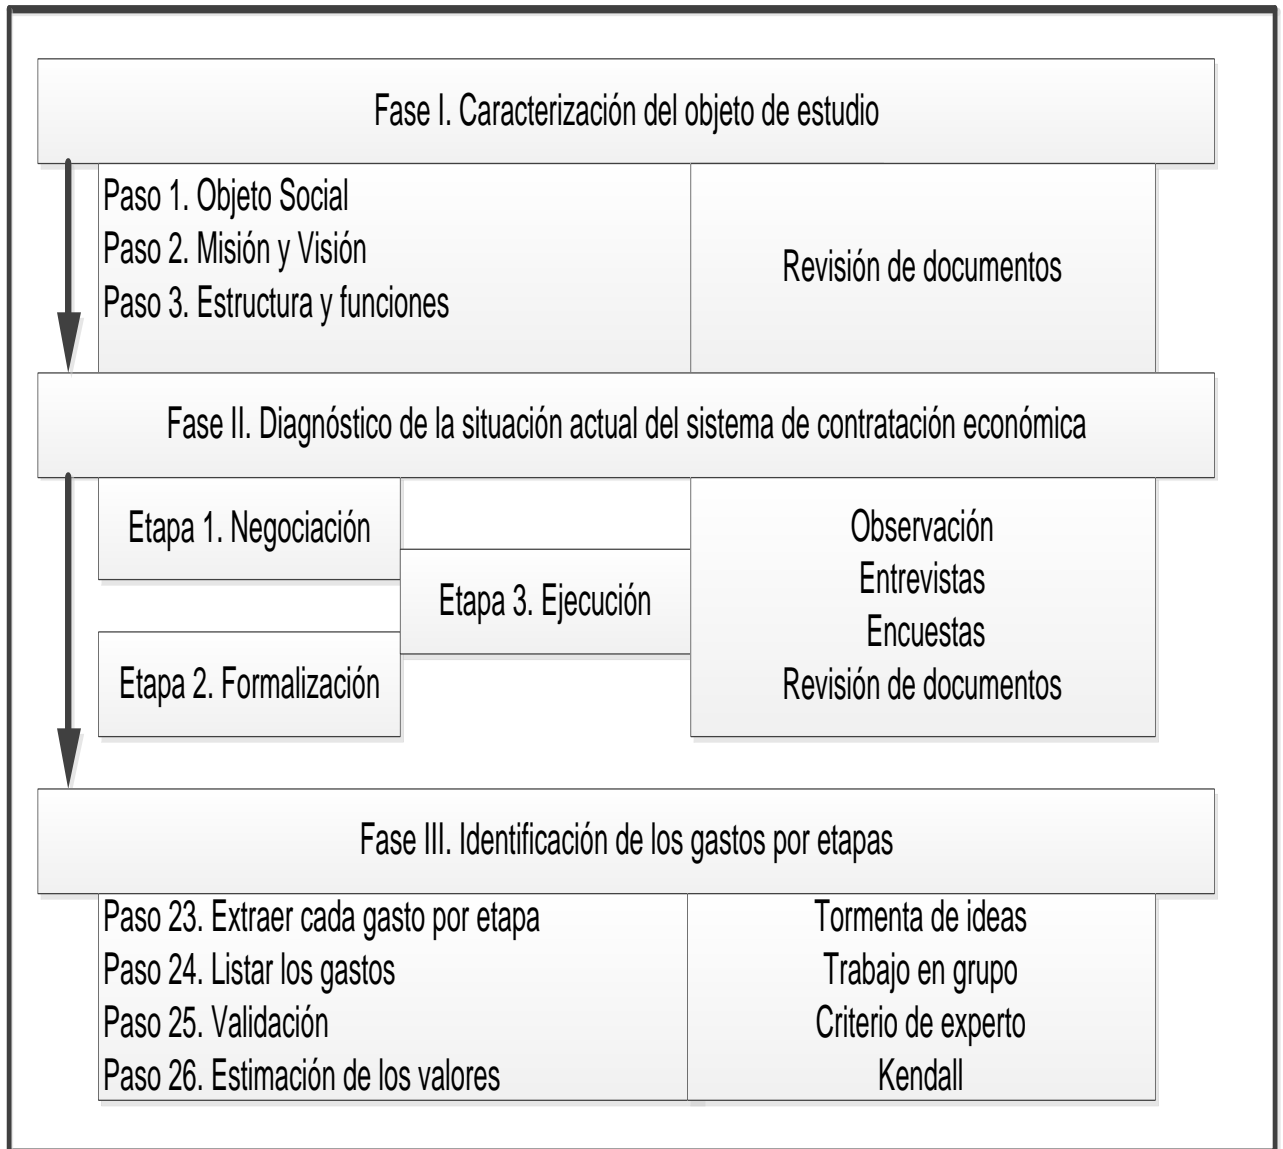 Fase I. Caracterización del objeto de estudio
Paso 1. Objeto Social
Paso 2. Misión y Visión
Paso 3. Estructura y funciones
Revisión de documentos
Fase II. Diagnóstico de la situación actual del sistema de contratación económica
Etapa 1. Negociación
Etapa 2. Formalización
Etapa 3. Ejecución
Observación
Entrevistas
Encuestas
Revisión de documentos
Fase III. Identificación de los gastos por etapas
Paso 23. Extraer cada gasto por etapa
Paso 24. Listar los gastos
Paso 25. Validación
Paso 26. Estimación de los valores
Tormenta de ideas
Trabajo en grupo
Criterio de experto
Kendall